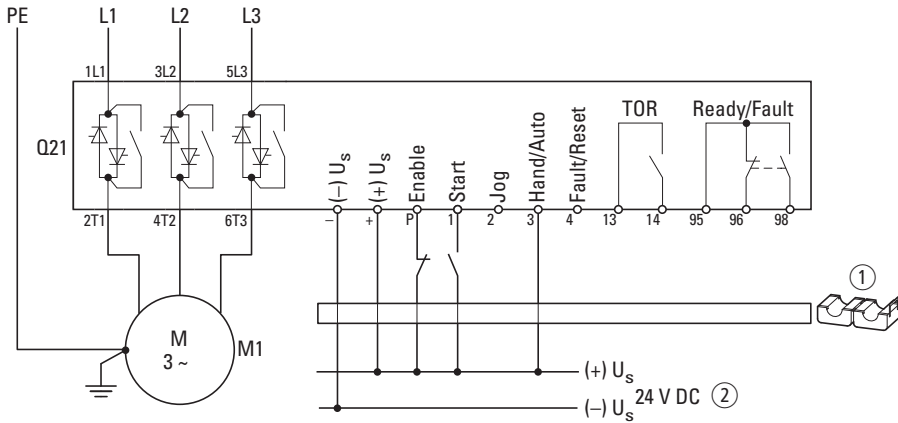 PE L1 L2 L3
1L1 3L2 5L3
TOR Ready/Fault
Q21
(–) Us (+) Us Enable Start Jog Hand/Auto Fault/Reset
– + P 1 2 3 4 13 14 95 96 98
2T1 4T2 6T3
1
M
3 ~
M1
(+) Us
24 V DC 2
(–) Us